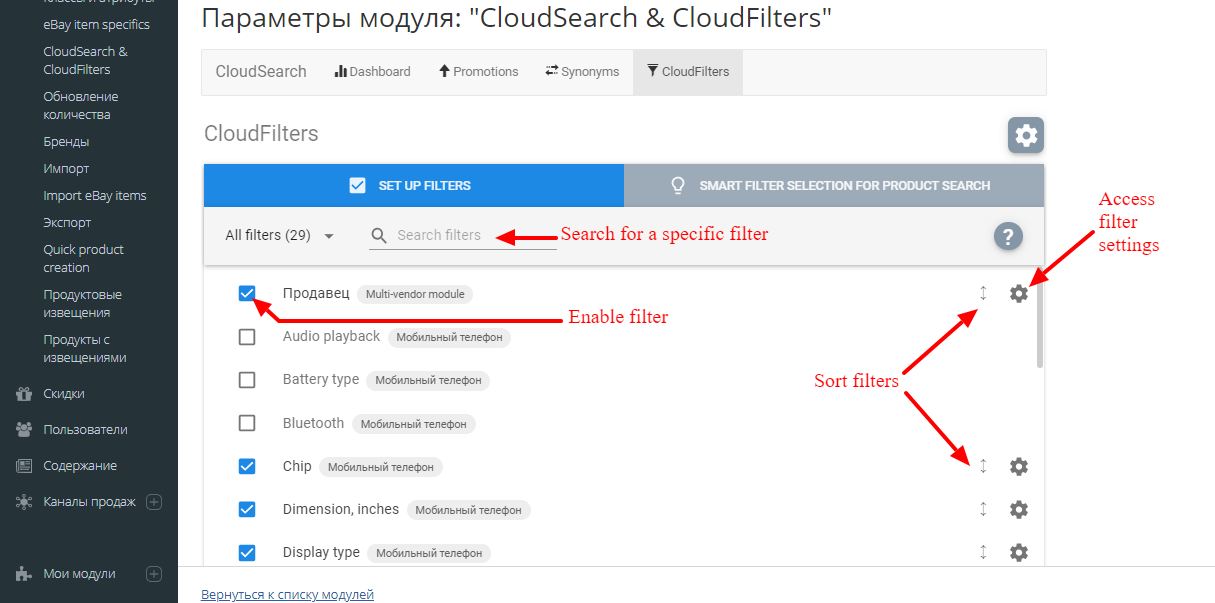 Классы и атрибуты
eBay item specifics
CloudSearch &
CloudFilters
Обновление
количества
Бренды
Импорт
Import eBay items
Экспорт
Quick product
creation
Продуктовые
извещения
Продукты с
извещениями
Скидки
Пользователи
Содержание
Каналы продаж
Мои модули
Параметры модуля: "CloudSearch & CloudFilters"
CloudSearch Dashboard Promotions Synonyms CloudFilters
CloudFilters
SET UP FILTERS SMART FILTER SELECTION FOR PRODUCT SEARCH
All filters (29) Search filters Search for a specific filter ?
Access
filter
settings
Продавец Multi-vendor module
Enable filter
Audio playback Мобильный телефон
Battery type Мобильный телефон
Sort filters
Bluetooth Мобильный телефон
Chip Мобильный телефон
Dimension, inches Мобильный телефон
Display type Мобильный телефон
Вернуться к списку модулей